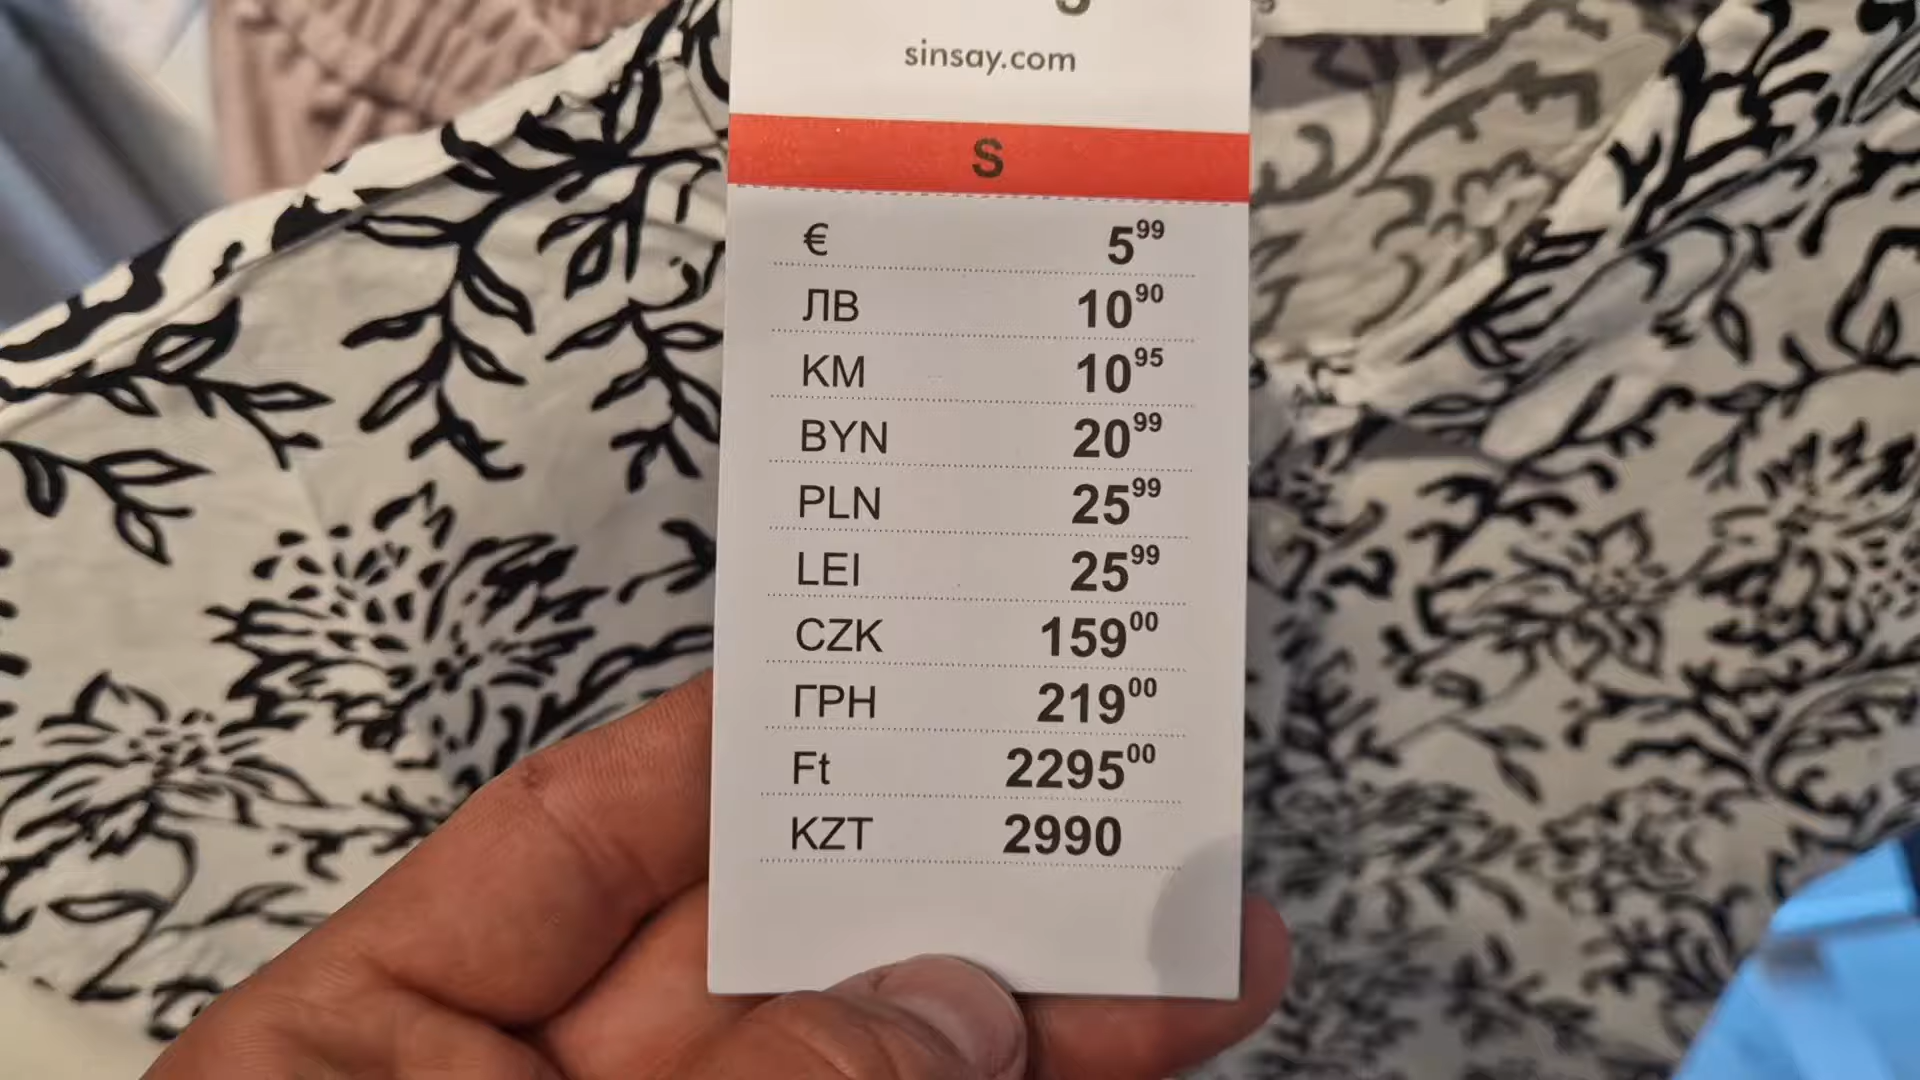 sinsay.com
S
€ 5⁹⁹
ЛВ 10⁹⁰
KM 10⁹⁵
BYN 20⁹⁹
PLN 25⁹⁹
LEI 25⁹⁹
CZK 159⁰⁰
ГРН 219⁰⁰
Ft 2295⁰⁰
KZT 2990